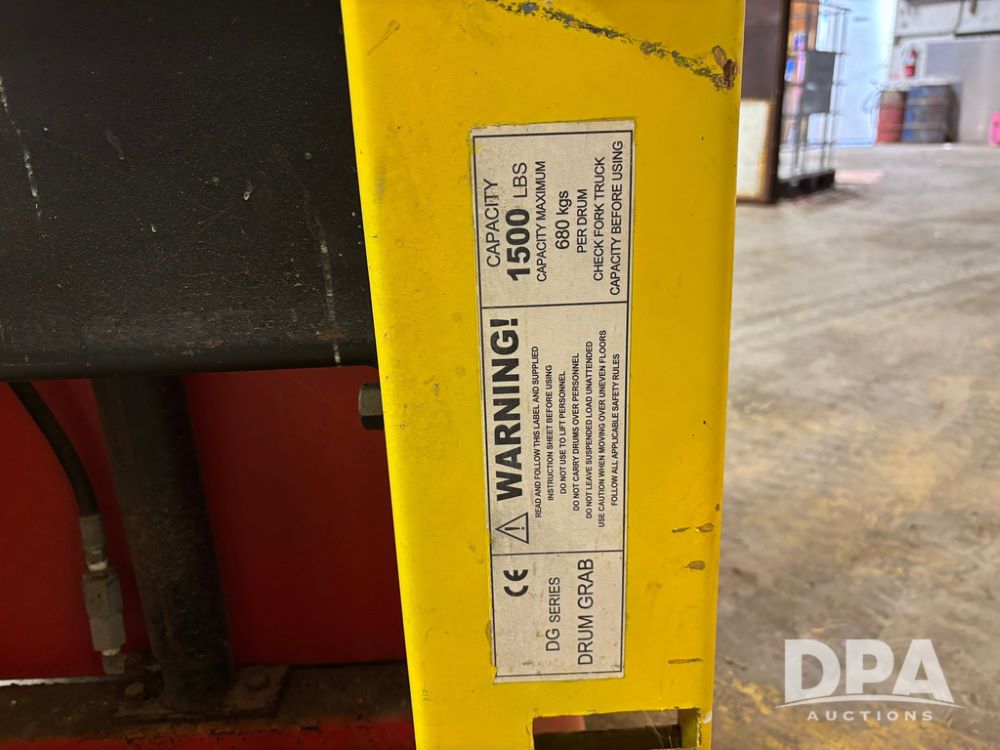 CE
DG SERIES
DRUM GRAB
⚠ WARNING!
READ AND FOLLOW THIS LABEL AND SUPPLIED
INSTRUCTION SHEET BEFORE USING
DO NOT USE TO LIFT PERSONNEL
DO NOT CARRY DRUMS OVER PERSONNEL
DO NOT LEAVE SUSPENDED LOAD UNATTENDED
USE CAUTION WHEN MOVING OVER UNEVEN FLOORS
FOLLOW ALL APPLICABLE SAFETY RULES
CAPACITY
1500 LBS
CAPACITY MAXIMUM
680 kgs
PER DRUM
CHECK FORK TRUCK
CAPACITY BEFORE USING
DPA
AUCTIONS